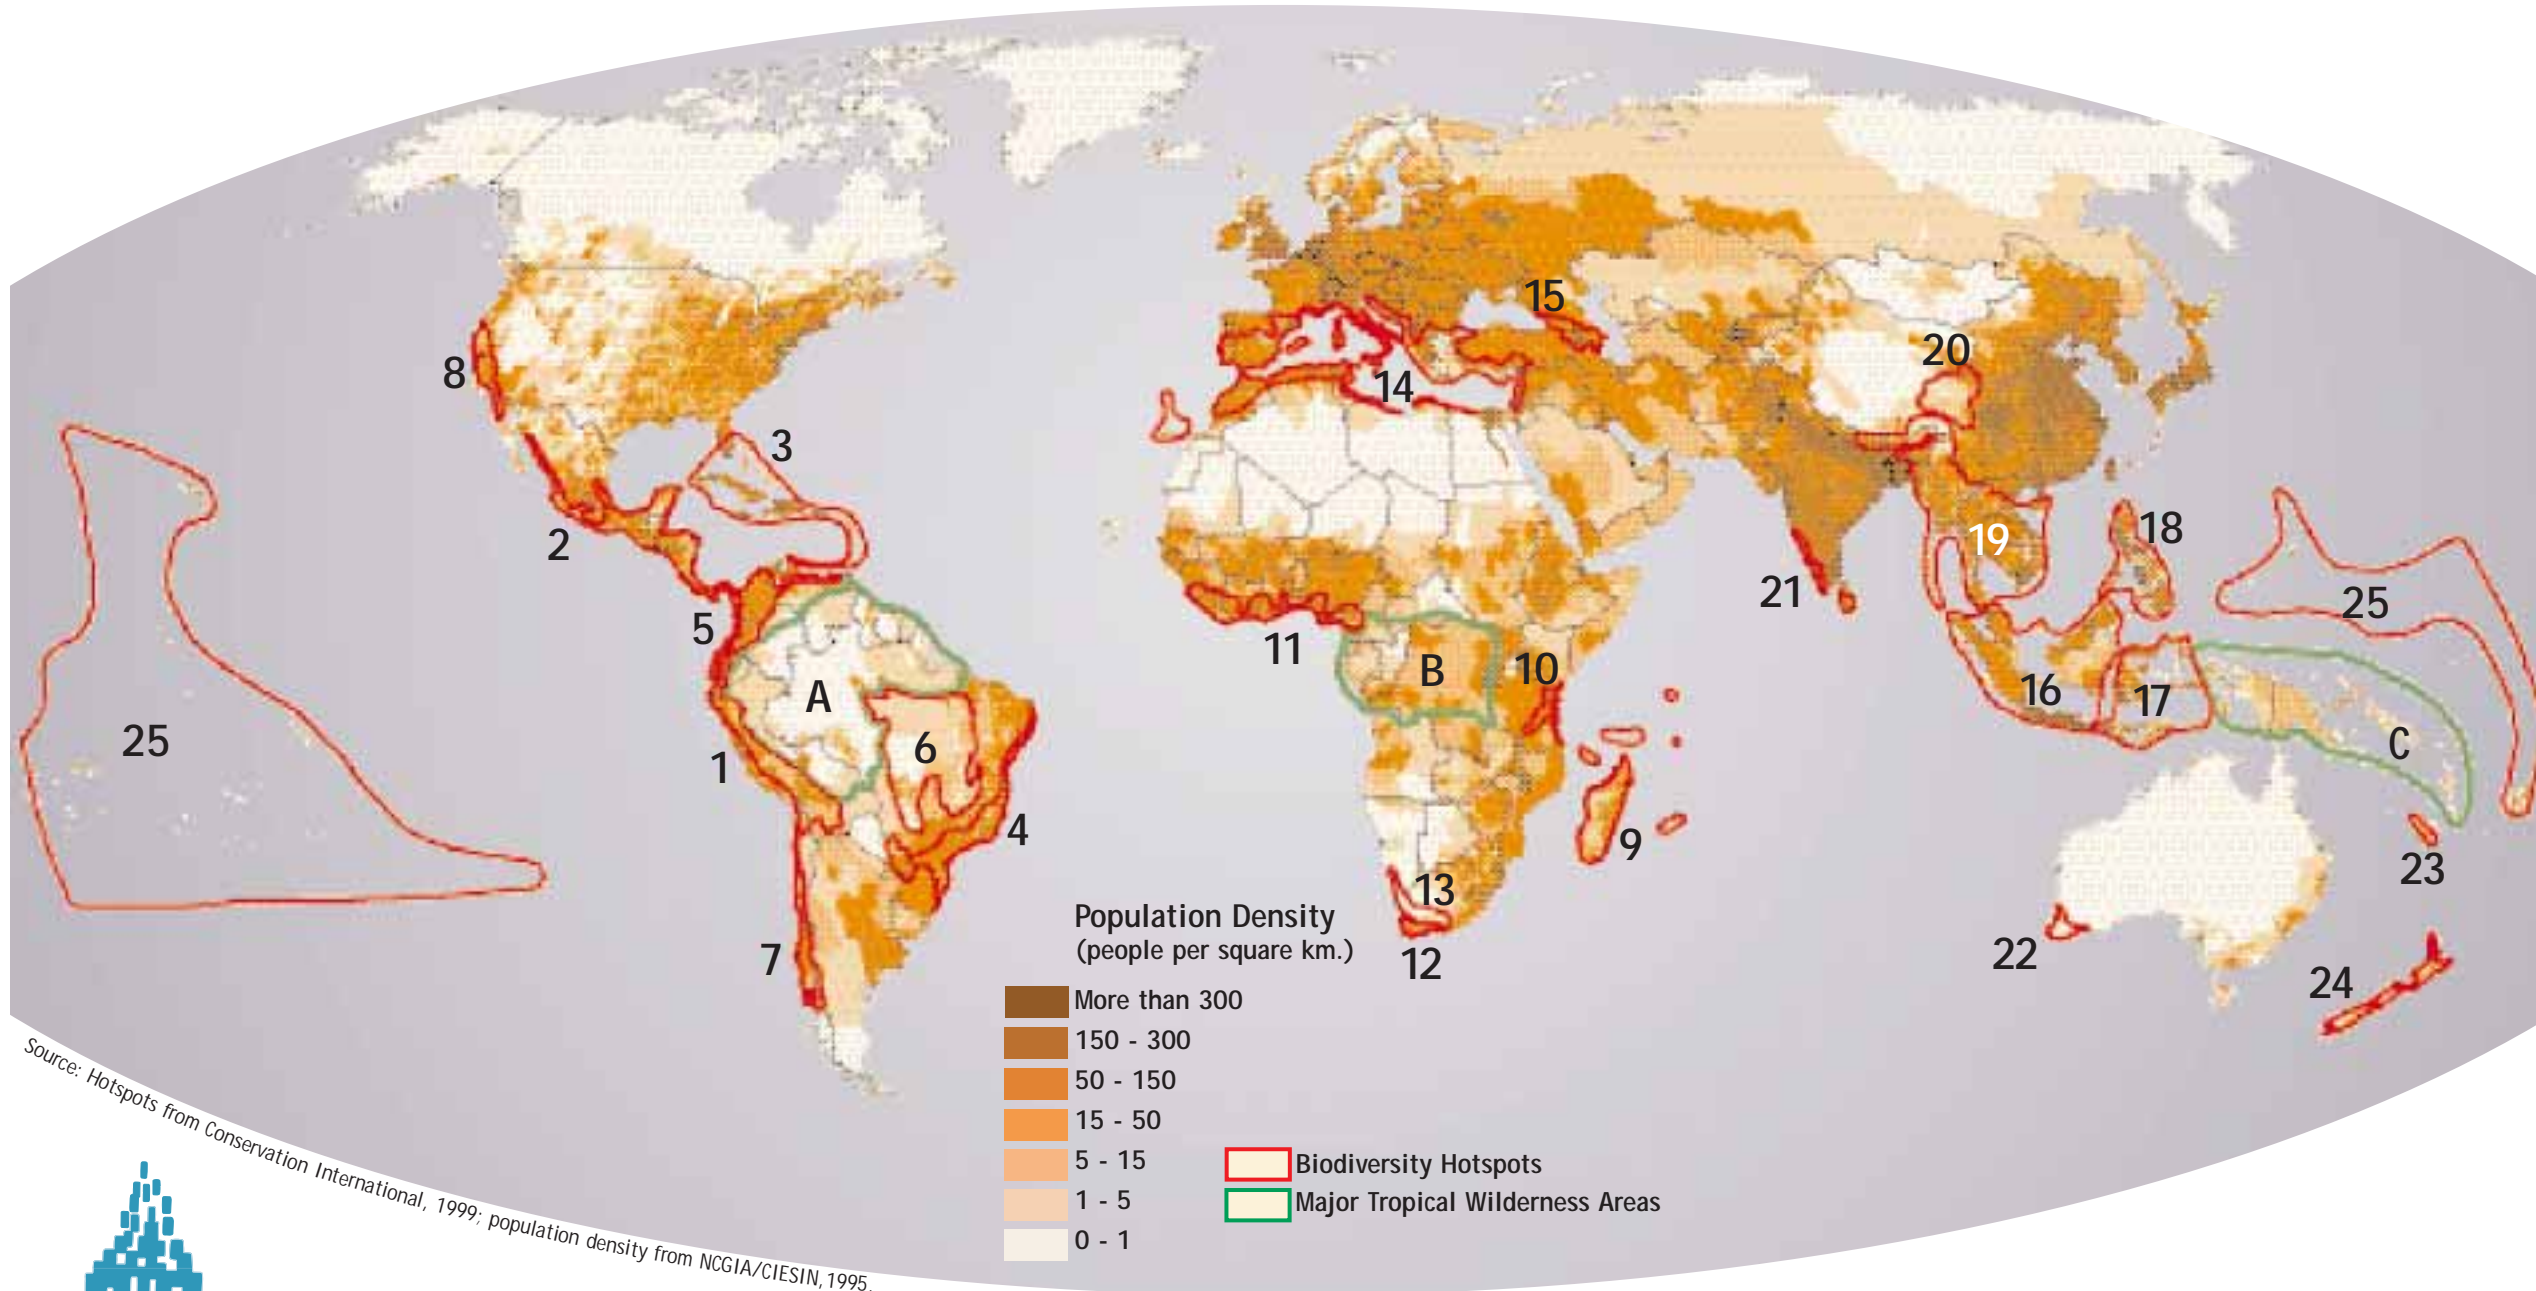 15
20
8
14
3
18
2
19
21
25
5
11
B
10
A
16
17
25
6
C
1
4
9
23
13
Population Density
(people per square km.)
7
12
22
24
More than 300
150 - 300
50 - 150
15 - 50
5 - 15
1 - 5
0 - 1
Biodiversity Hotspots
Major Tropical Wilderness Areas
Source: Hotspots from Conservation International, 1999; population density from NCGIA/CIESIN, 1995.